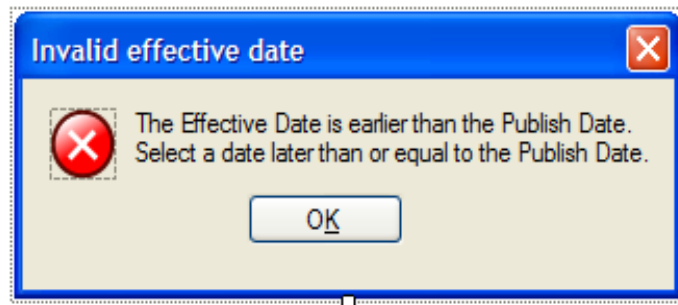 Invalid effective date
The Effective Date is earlier than the Publish Date.
Select a date later than or equal to the Publish Date.
OK